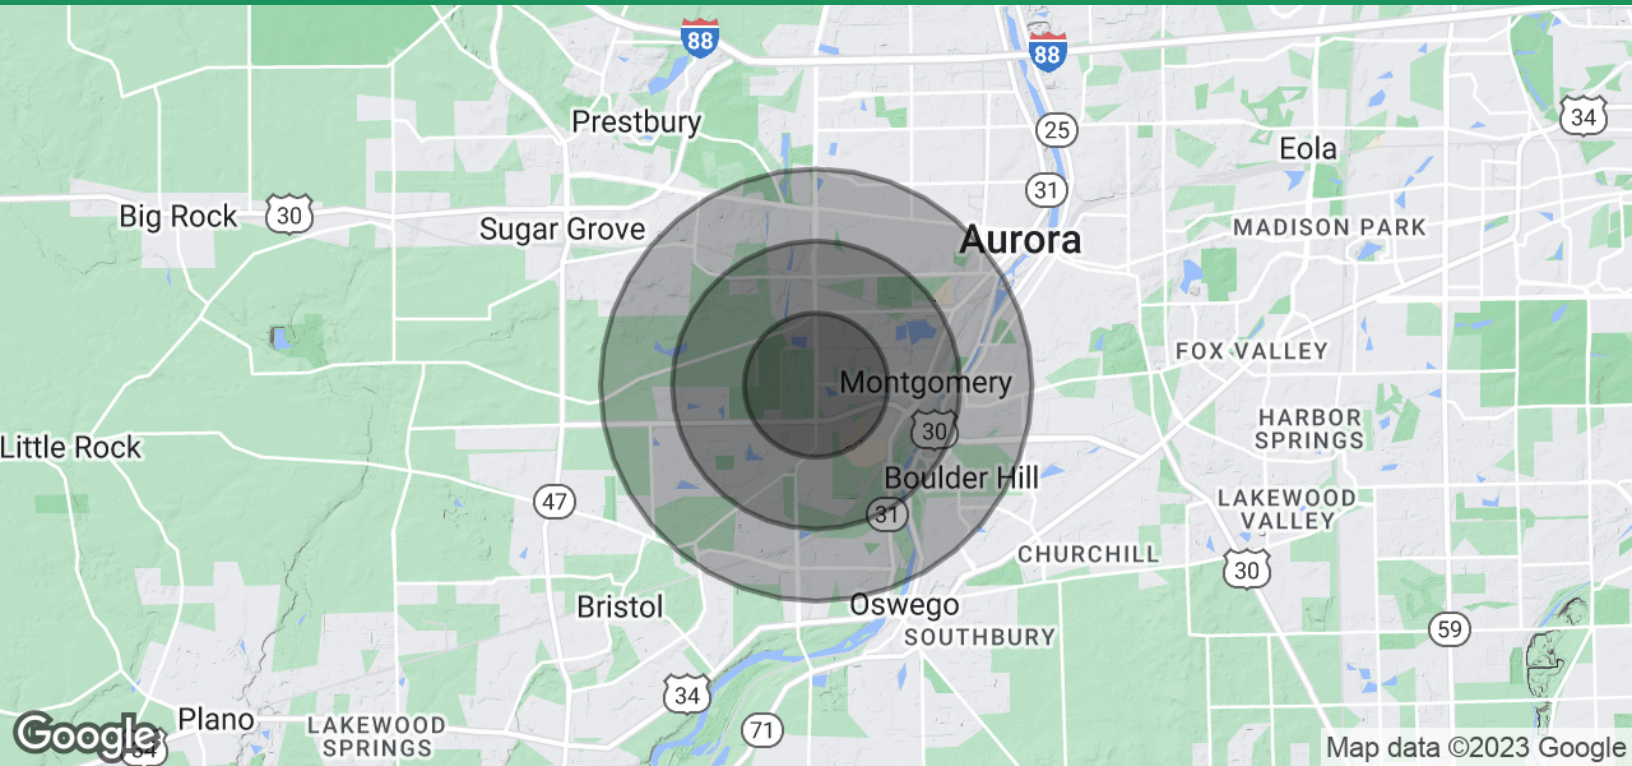 88
88
34
Prestbury
25
Eola
31
Big Rock
30
Sugar Grove
Aurora
MADISON PARK
FOX VALLEY
Montgomery
30
HARBOR
SPRINGS
Little Rock
Boulder Hill
47
31
LAKEWOOD
VALLEY
CHURCHILL
30
Bristol
Oswego
SOUTHBURY
59
34
Plano
LAKEWOOD
SPRINGS
71
Google
34
Map data ©2023 Google